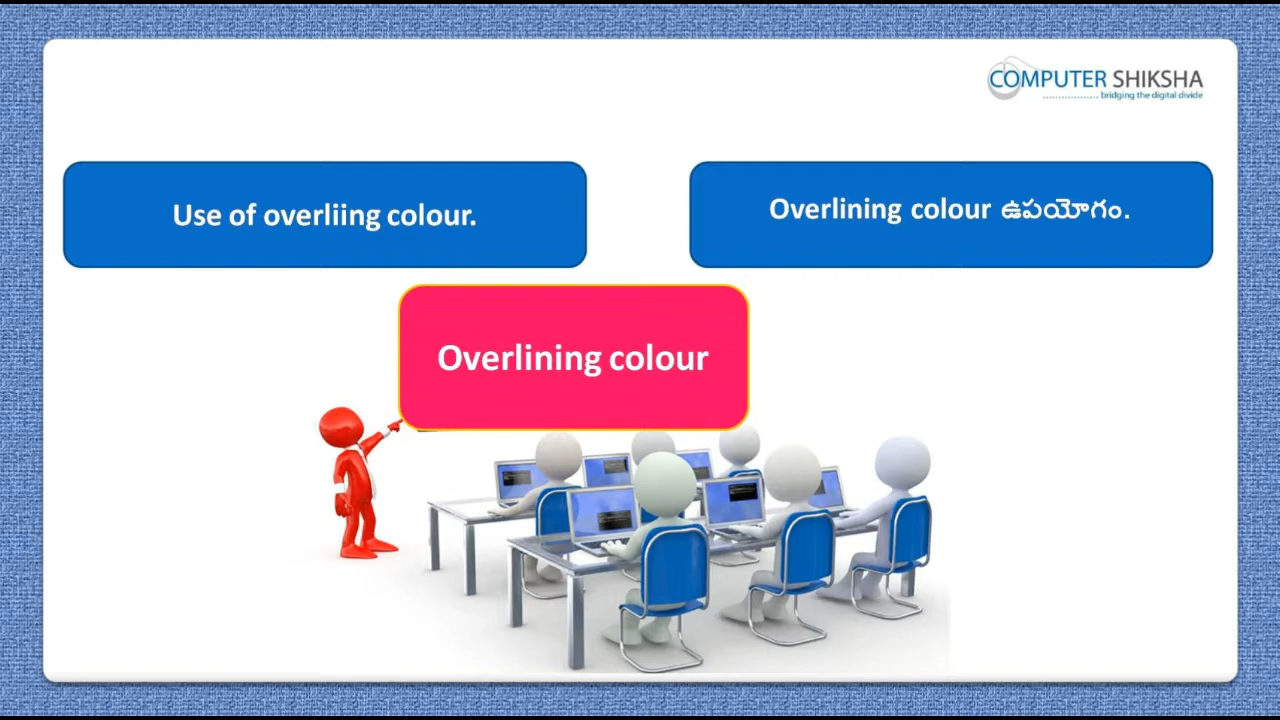 COMPUTER SHIKSHA
bridging the digital divide
Use of overliing colour.
Overlining colour ఉపయోగం.
Overlining colour